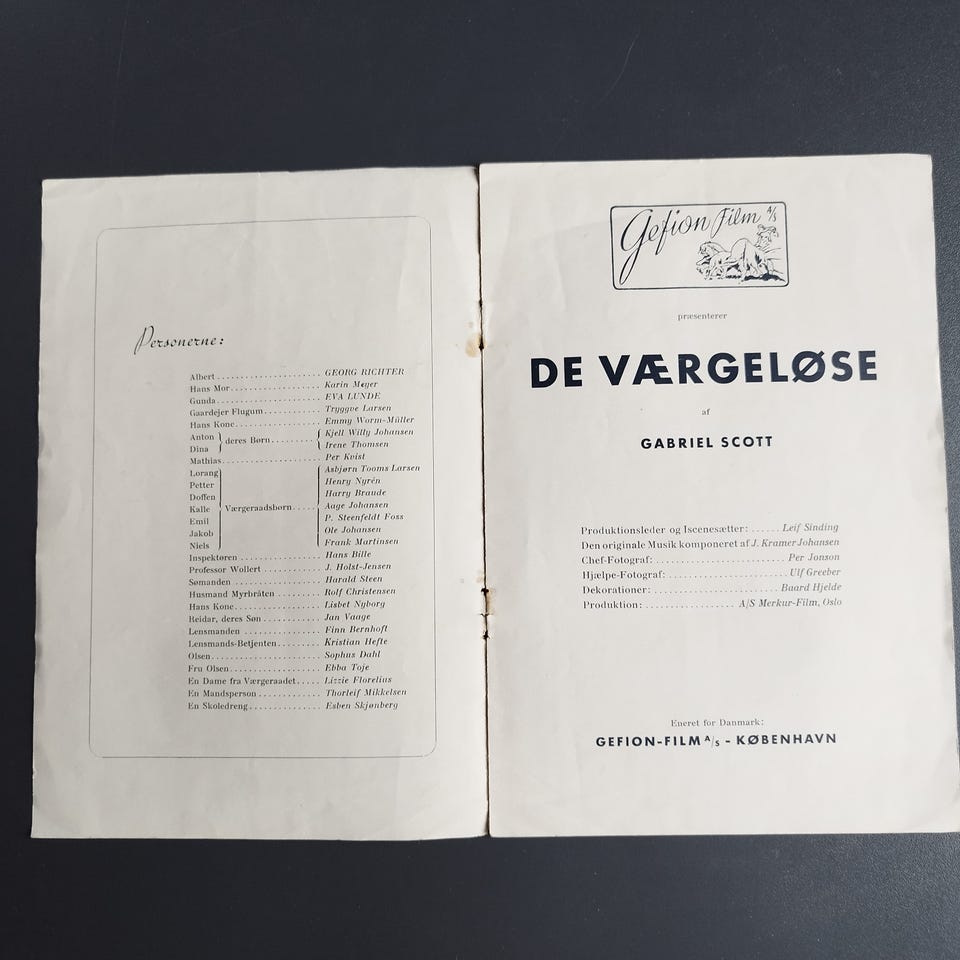 Personerne:
Albert . . . . . . . . . . . . . . . . . . . . . GEORG RICHTER
Hans Mor . . . . . . . . . . . . . . . . . . Karin Meyer
Gunda . . . . . . . . . . . . . . . . . . . . . EVA LUNDE
Gaardejer Flugum . . . . . . . . . . . Tryggve Larsen
Hans Kone . . . . . . . . . . . . . . . . . Emmy Worm-Müller
Anton } deres Børn . . . . . . . . { Kjell Willy Johansen
Dina Irene Thomsen
Mathias . . . . . . . . . . . . . . . . . . . . Per Kvist
Lorang Asbjørn Tooms Larsen
Petter Henry Nyrén
Doffen Harry Braude
Kalle Værgeraadsbørn . . . . Aage Johansen
Emil P. Steenfeldt Foss
Jakob Ole Johansen
Niels Frank Martinsen
Inspektøren . . . . . . . . . . . . . . . . Hans Bille
Professor Wollert . . . . . . . . . . . J. Holst-Jensen
Sømanden . . . . . . . . . . . . . . . . . Harald Steen
Husmand Myrbråten . . . . . . . . . Rolf Christensen
Hans Kone . . . . . . . . . . . . . . . . . Lisbet Nyborg
Reidar, deres Søn . . . . . . . . . . . Jan Vaage
Lensmanden . . . . . . . . . . . . . . . Finn Bernhoft
Lensmands-Betjenten . . . . . . . . Kristian Hefte
Olsen . . . . . . . . . . . . . . . . . . . . . . Sophus Dahl
Fru Olsen . . . . . . . . . . . . . . . . . . Ebba Toje
En Dame fra Værgeraadet . . . . . Lizzie Florelius
En Mandsperson . . . . . . . . . . . . Thorleif Mikkelsen
En Skoledreng . . . . . . . . . . . . . . Esben Skjønberg
Gefion Film A/S
præsenterer
DE VÆRGELØSE
af
GABRIEL SCOTT
Produktionsleder og Iscenesætter: . . . . . . Leif Sinding
Den originale Musik komponeret af J. Kramer Johansen
Chef-Fotograf: . . . . . . . . . . . . . . . . . . . . . . . . Per Jonson
Hjælpe-Fotograf: . . . . . . . . . . . . . . . . . . . . . Ulf Greeber
Dekorationer: . . . . . . . . . . . . . . . . . . . . . . Baard Hjelde
Produktion: . . . . . . . . . . . . . . . . A/S Merkur-Film, Oslo
Eneret for Danmark:
GEFION-FILM A/S - KØBENHAVN